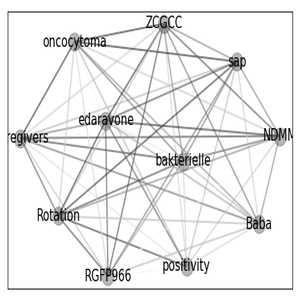 ZCGCC
oncocytoma
sap
edaravone
regivers
NDMM
bakterielle
Rotation
Baba
positivity
RGFP966